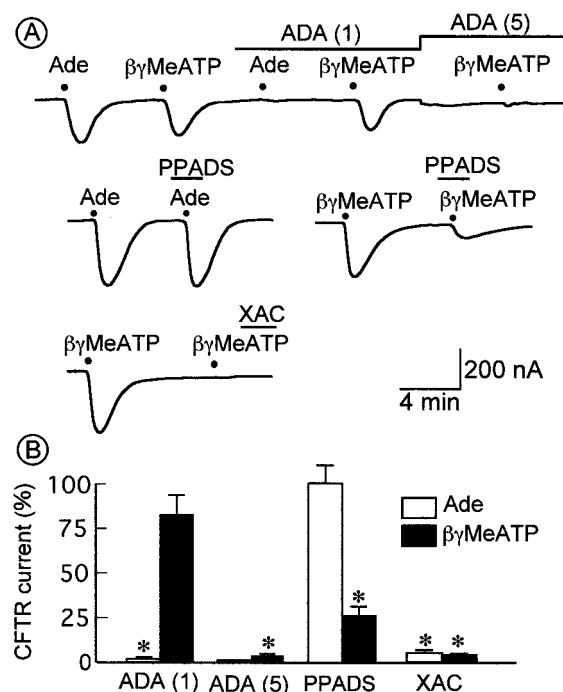 A
ADA (1) ADA (5)
Ade βγMeATP Ade βγMeATP βγMeATP
PPADS PPADS
Ade Ade βγMeATP βγMeATP
XAC
βγMeATP βγMeATP
200 nA
4 min
B
CFTR current (%)
100
75
50
25
0
* * * * *
Ade
βγMeATP
ADA (1) ADA (5) PPADS XAC